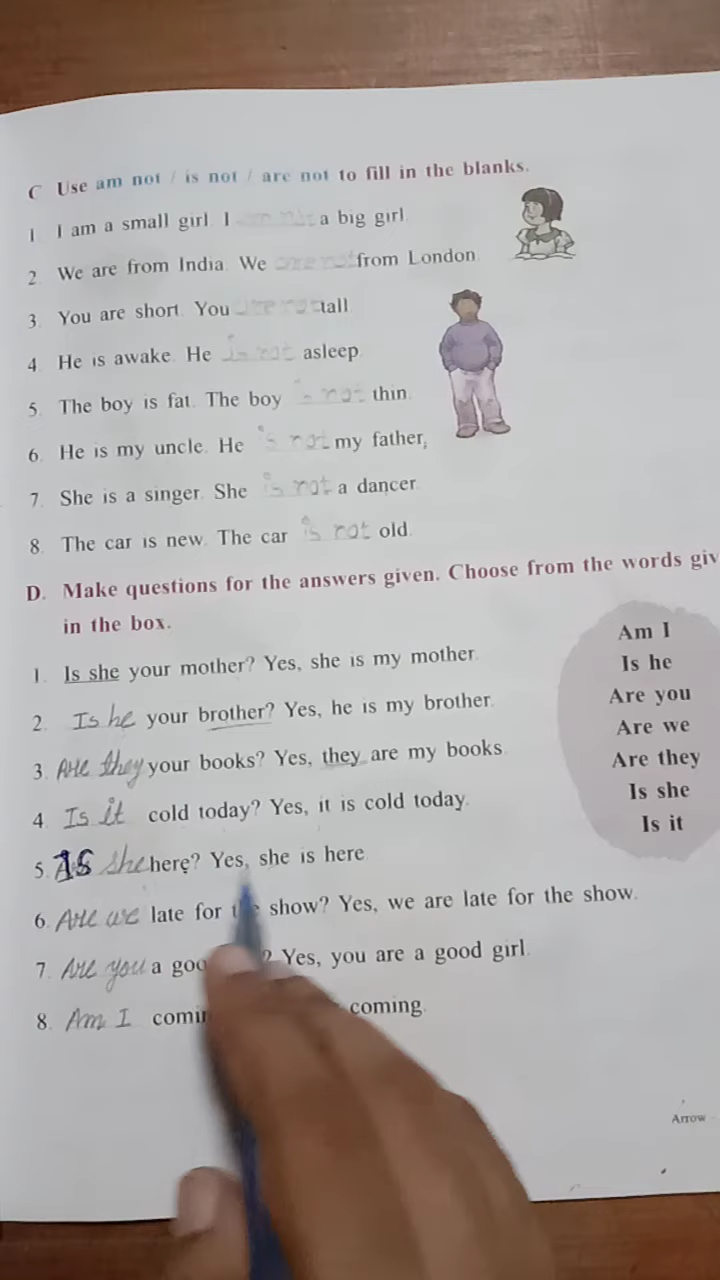 C Use am not / is not / are not to fill in the blanks.
1 I am a small girl. I am not a big girl.
2 We are from India. We are not from London
3 You are short. You are not tall
4 He is awake. He is not asleep
5 The boy is fat. The boy is not thin.
6 He is my uncle. He is not my father,
7 She is a singer. She is not a dancer
8. The car is new. The car is not old.
D. Make questions for the answers given. Choose from the words giv
in the box.
1. Is she your mother? Yes, she is my mother.
2. Is he your brother? Yes, he is my brother.
3. Are they your books? Yes, they are my books
4 Is it cold today? Yes, it is cold today.
5. Is she here? Yes, she is here
6. Are we late for the show? Yes, we are late for the show.
7. Are you a goo ? Yes, you are a good girl.
8. Am I comin coming.
Am I
Is he
Are you
Are we
Are they
Is she
Is it
Arrow